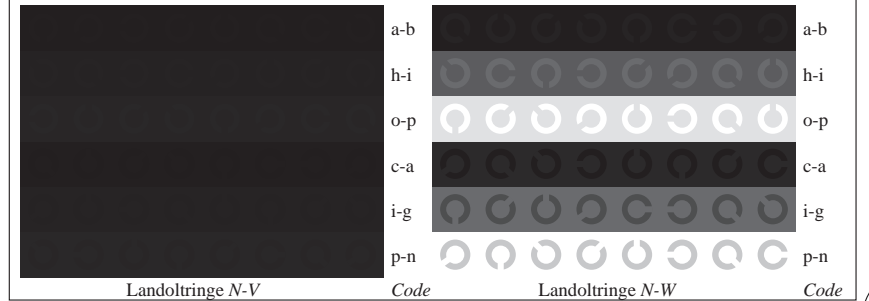 a-b a-b
h-i h-i
o-p o-p
c-a c-a
i-g i-g
p-n p-n
Landoltringe N-V Code Landoltringe N-W Code